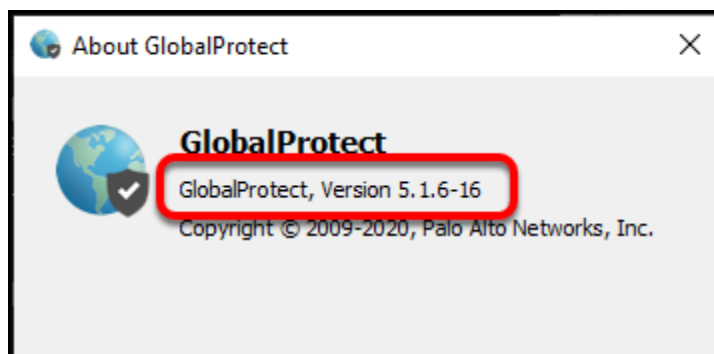 About GlobalProtect
GlobalProtect
GlobalProtect, Version 5.1.6-16
Copyright © 2009-2020, Palo Alto Networks, Inc.